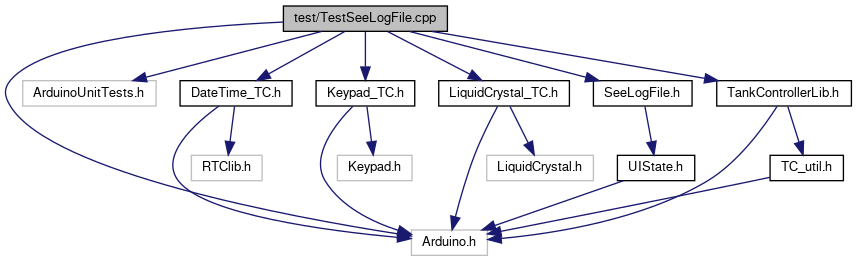 test/TestSeeLogFile.cpp
ArduinoUnitTests.h
DateTime_TC.h
Keypad_TC.h
LiquidCrystal_TC.h
SeeLogFile.h
TankControllerLib.h
RTClib.h
Keypad.h
LiquidCrystal.h
UIState.h
TC_util.h
Arduino.h